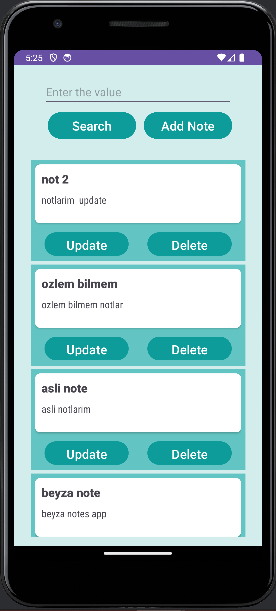 5:25
Enter the value
Search Add Note
not 2
notlarim update
Update Delete
ozlem bilmem
ozlem bilmem notlar
Update Delete
asli note
asli notlarım
Update Delete
beyza note
beyza notes app